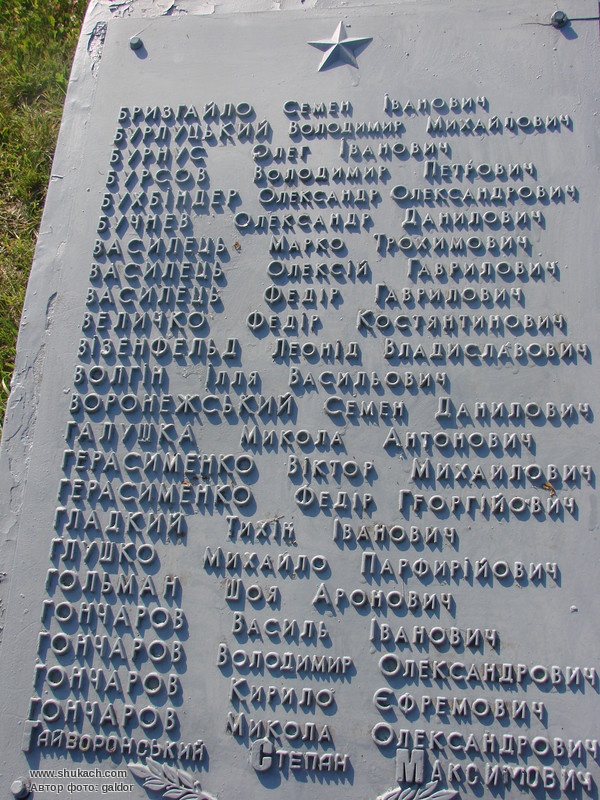 БРИЗГАЙЛО СЕМЕН ІВАНОВИЧ
БУРЛУЦЬКИЙ ВОЛОДИМИР МИХАЙЛОВИЧ
БУРНУС ОЛЕГ ІВАНОВИЧ
БУРСОВ ВОЛОДИМИР ПЕТРОВИЧ
БУХБІНДЕР ОЛЕКСАНДР ОЛЕКСАНДРОВИЧ
БУЧНЕВ ОЛЕКСАНДР ДАНИЛОВИЧ
ВАСИЛЕЦЬ МАРКО ТРОХИМОВИЧ
ВАСИЛЕЦЬ ОЛЕКСІЙ ГАВРИЛОВИЧ
ВАСИЛЕЦЬ ФЕДІР ГАВРИЛОВИЧ
ВЕЛИЧКО ФЕДІР КОСТЯНТИНОВИЧ
ВІЗЕНФЕЛЬД ЛЕОНІД ВЛАДИСЛАВОВИЧ
ВОЛГІН ІЛЛЯ ВАСИЛЬОВИЧ
ВОРОНЕЖСЬКИЙ СЕМЕН ДАНИЛОВИЧ
ГАЛУШКА МИКОЛА АНТОНОВИЧ
ГЕРАСИМЕНКО ВІКТОР МИХАЙЛОВИЧ
ГЕРАСИМЕНКО ФЕДІР ГЕОРГІЙОВИЧ
ГЛАДКИЙ ТИХІН ІВАНОВИЧ
ГЛУШКО МИХАЙЛО ПАРФИРІЙОВИЧ
ГОЛЬМАН ШОЯ АРОНОВИЧ
ГОНЧАРОВ ВАСИЛЬ ІВАНОВИЧ
ГОНЧАРОВ ВОЛОДИМИР ОЛЕКСАНДРОВИЧ
ГОНЧАРОВ КИРИЛО ЄФРЕМОВИЧ
ГОНЧАРОВ МИКОЛА ОЛЕКСАНДРОВИЧ
ГАЙВОРОНСЬКИЙ СТЕПАН МАКСИМОВИЧ
www.shukach.com
Автор фото: galdor